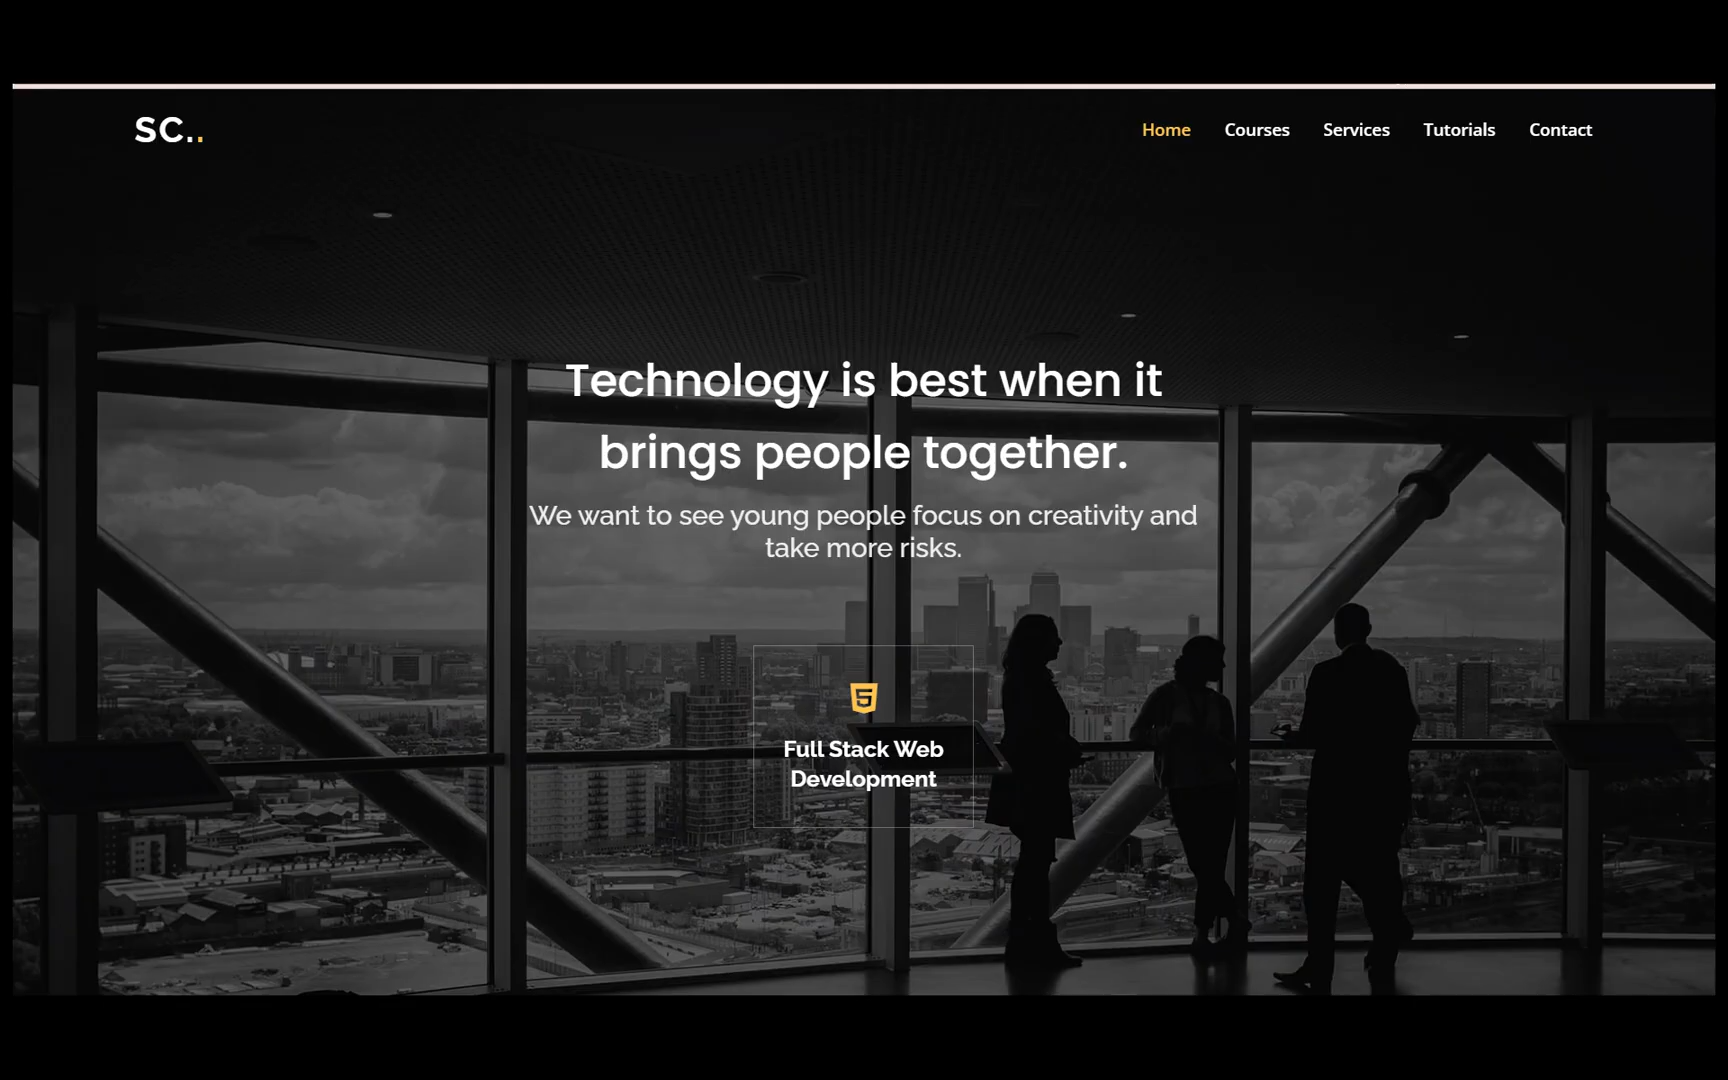 SC..
Home Courses Services Tutorials Contact
Technology is best when it
brings people together.
We want to see young people focus on creativity and
take more risks.
5
Full Stack Web
Development